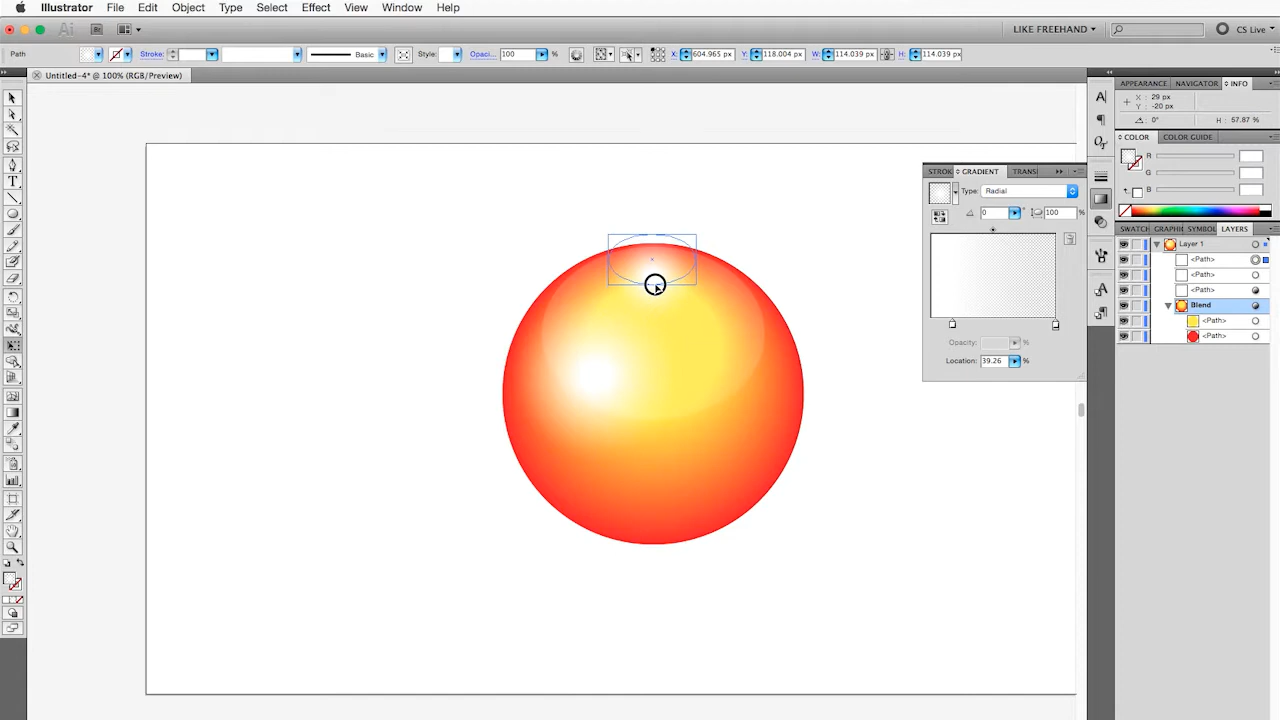 Illustrator File Edit Object Type Select Effect View Window Help
Ai Br LIKE FREEHAND CS Live
Path Stroke: Basic Style: Opaci 100 % X: 604.965 px Y: 118.004 px W: 114.039 px H: 114.039 px
Untitled-4* @ 100% (RGB/Preview)
APPEARANCE NAVIGATOR INFO
X : 29 px
Y : -20 px
: 0° H : 57.87 %
COLOR COLOR GUIDE
R
G
B
STROK GRADIENT TRANS
Type: Radial
0 ° 100 %
Opacity: %
Location: 39.26 %
SWATCH GRAPHI SYMBOL LAYERS
Layer 1
<Path>
<Path>
<Path>
Blend
<Path>
<Path>